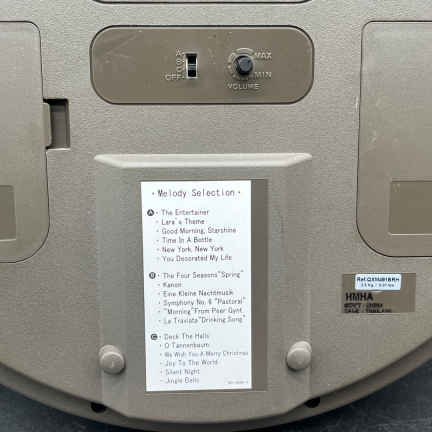 A
B
C
OFF
MAX
MIN
VOLUME
· Melody Selection ·
A · The Entertainer
· Lara's Theme
· Good Morning, Starshine
· Time In A Bottle
· New York, New York
· You Decorated My Life
B · The Four Seasons "Spring"
· Kanon
· Eine Kleine Nachtmusik
· Symphony No. 6 "Pastoral"
· "Morning" From Peer Gynt
· La Traviata "Drinking Song"
C · Deck The Halls
· O Tannenbaum
· We Wish You A Merry Christmas
· Joy To The World
· Silent Night
· Jingle Bells
HMHA